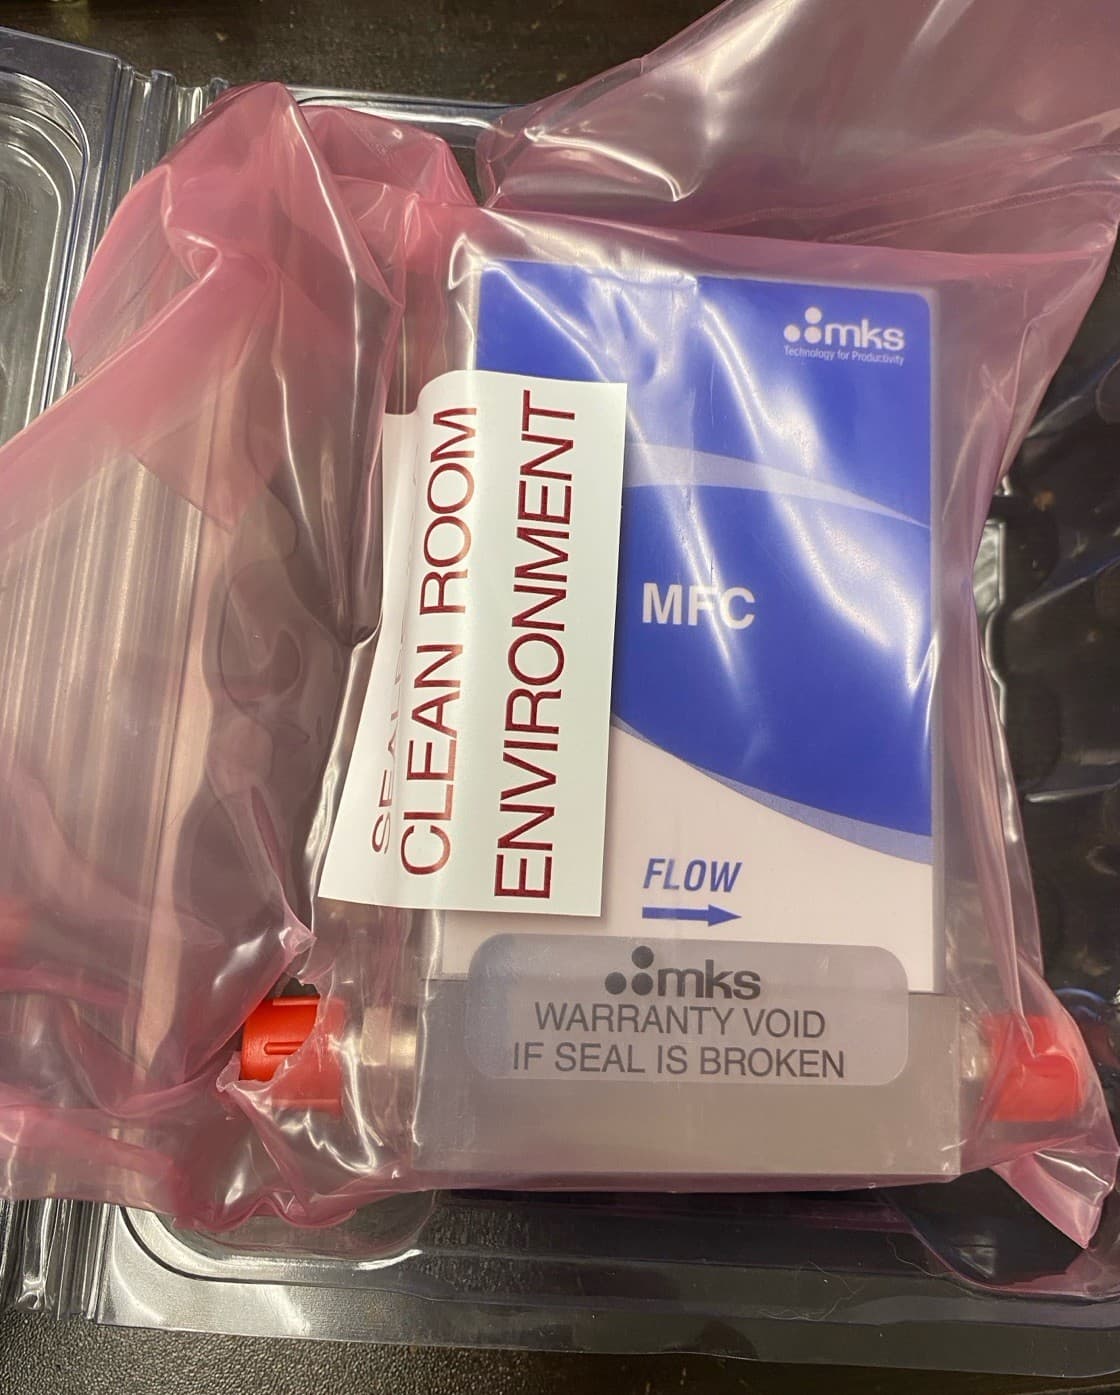 mks
Technology for Productivity
CLEAN ROOM
ENVIRONMENT
MFC
FLOW
mks
WARRANTY VOID
IF SEAL IS BROKEN